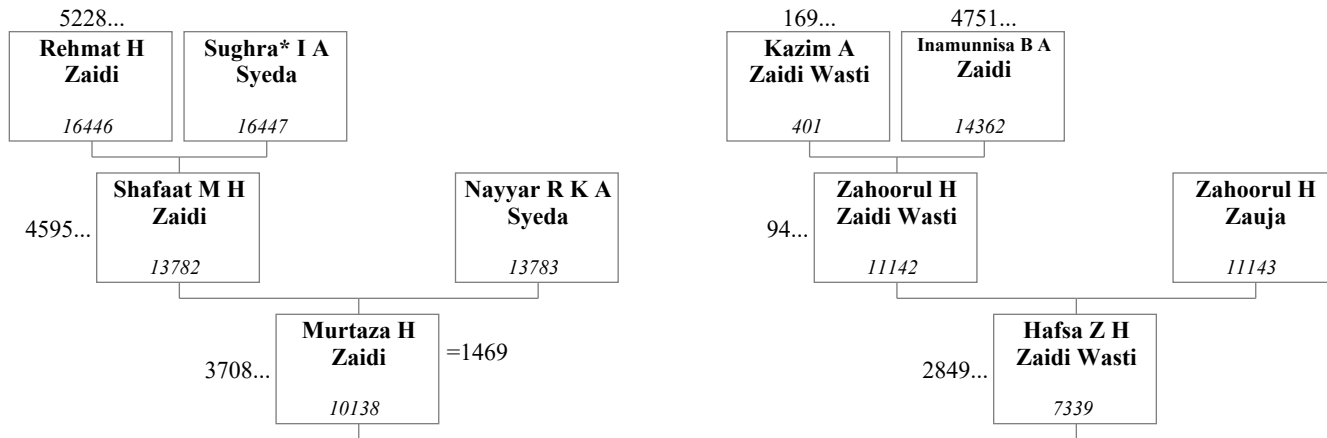 5228...
Rehmat H
Zaidi
16446
Sughra* I A
Syeda
16447
169...
Kazim A
Zaidi Wasti
401
4751...
Inamunnisa B A
Zaidi
14362
4595...
Shafaat M H
Zaidi
13782
Nayyar R K A
Syeda
13783
94...
Zahoorul H
Zaidi Wasti
11142
Zahoorul H
Zauja
11143
3708...
Murtaza H
Zaidi
10138
=1469
2849...
Hafsa Z H
Zaidi Wasti
7339